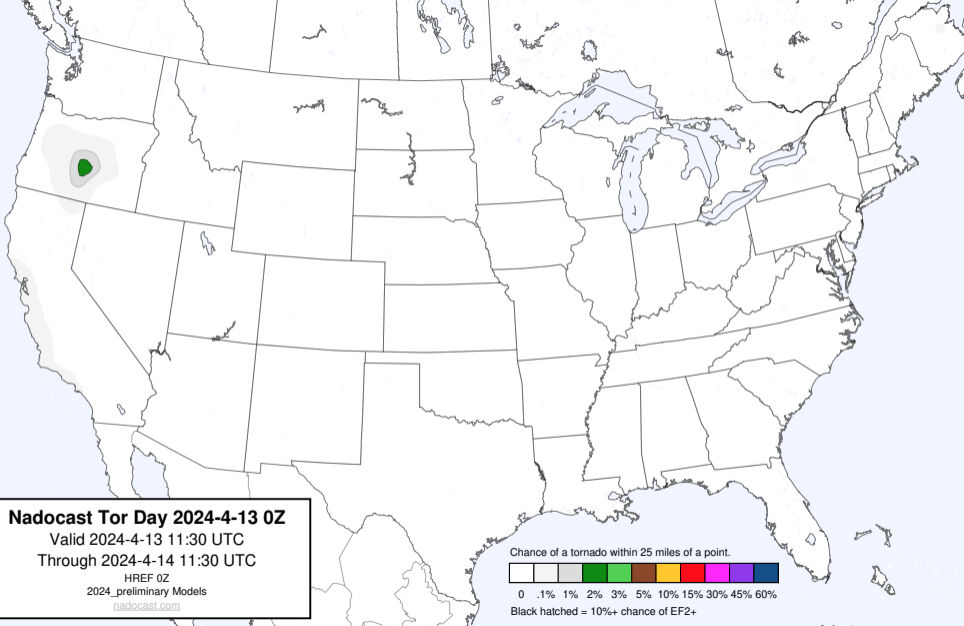 Nadocast Tor Day 2024-4-13 0Z
Valid 2024-4-13 11:30 UTC
Through 2024-4-14 11:30 UTC
HREF 0Z
2024_preliminary Models
nadocast.com
Chance of a tornado within 25 miles of a point.
0 .1% 1% 2% 3% 5% 10% 15% 30% 45% 60%
Black hatched = 10%+ chance of EF2+